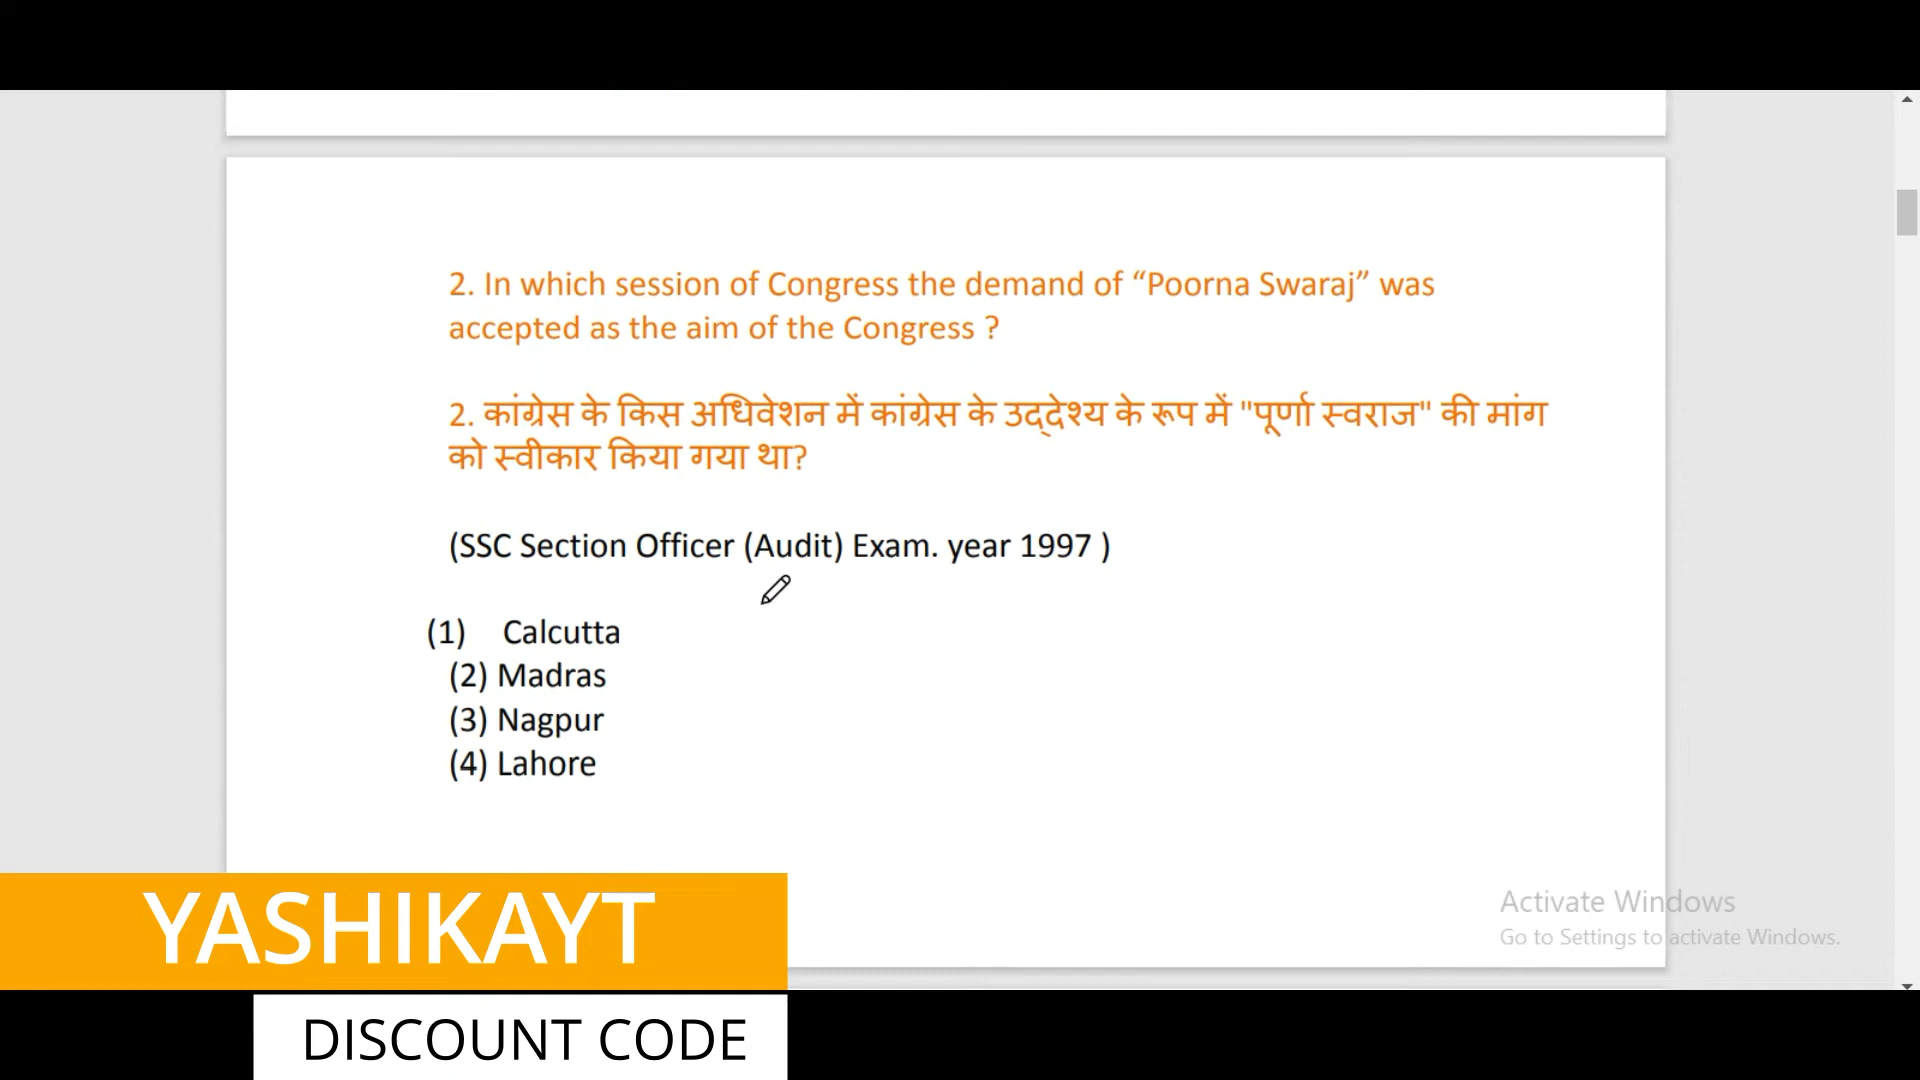 2. In which session of Congress the demand of “Poorna Swaraj” was
accepted as the aim of the Congress ?
2. कांग्रेस के किस अधिवेशन में कांग्रेस के उद्देश्य के रूप में "पूर्णा स्वराज" की मांग
को स्वीकार किया गया था?
(SSC Section Officer (Audit) Exam. year 1997 )
(1) Calcutta
(2) Madras
(3) Nagpur
(4) Lahore
YASHIKAYT
DISCOUNT CODE
Activate Windows
Go to Settings to activate Windows.